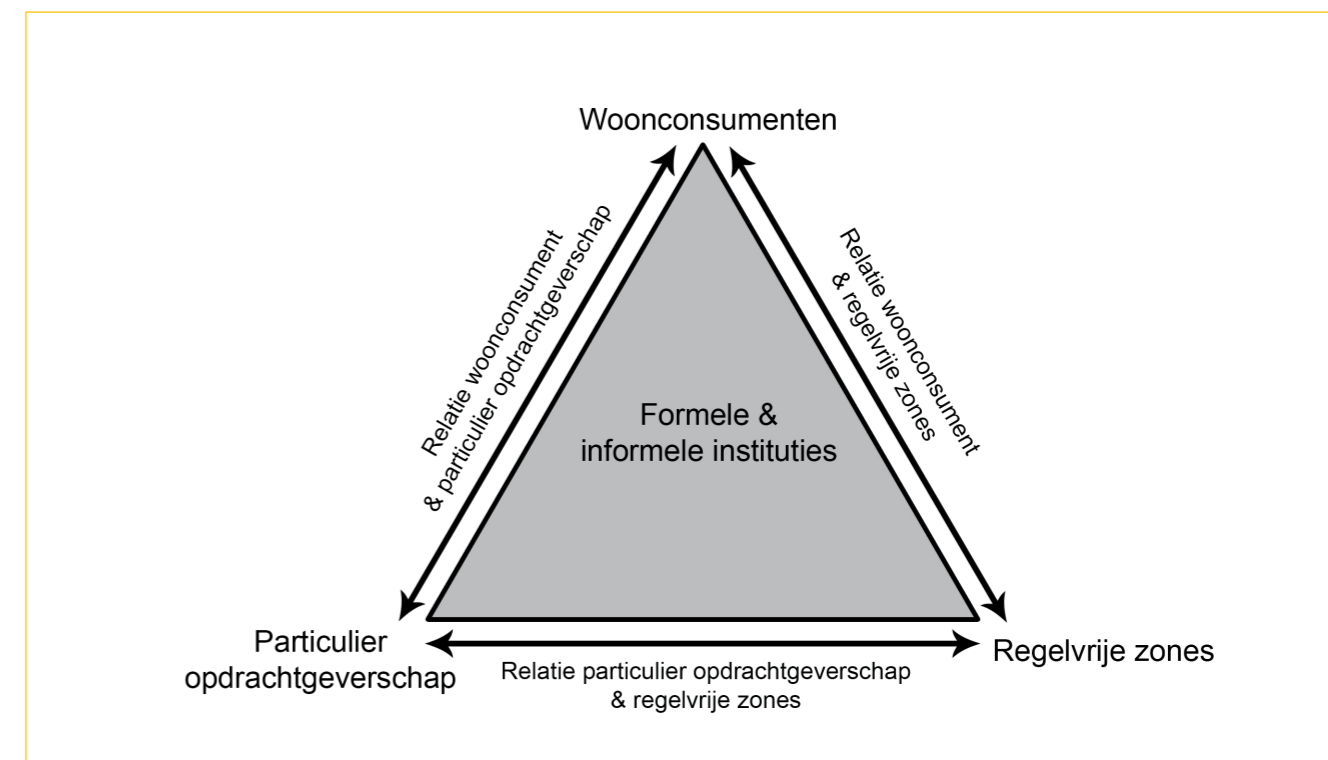 Woonconsumenten
Relatie woonconsument
& particulier opdrachtgeverschap
Relatie woonconsument
& regelvrije zones
Formele &
informele instituties
Particulier
opdrachtgeverschap
Relatie particulier opdrachtgeverschap
& regelvrije zones
Regelvrije zones